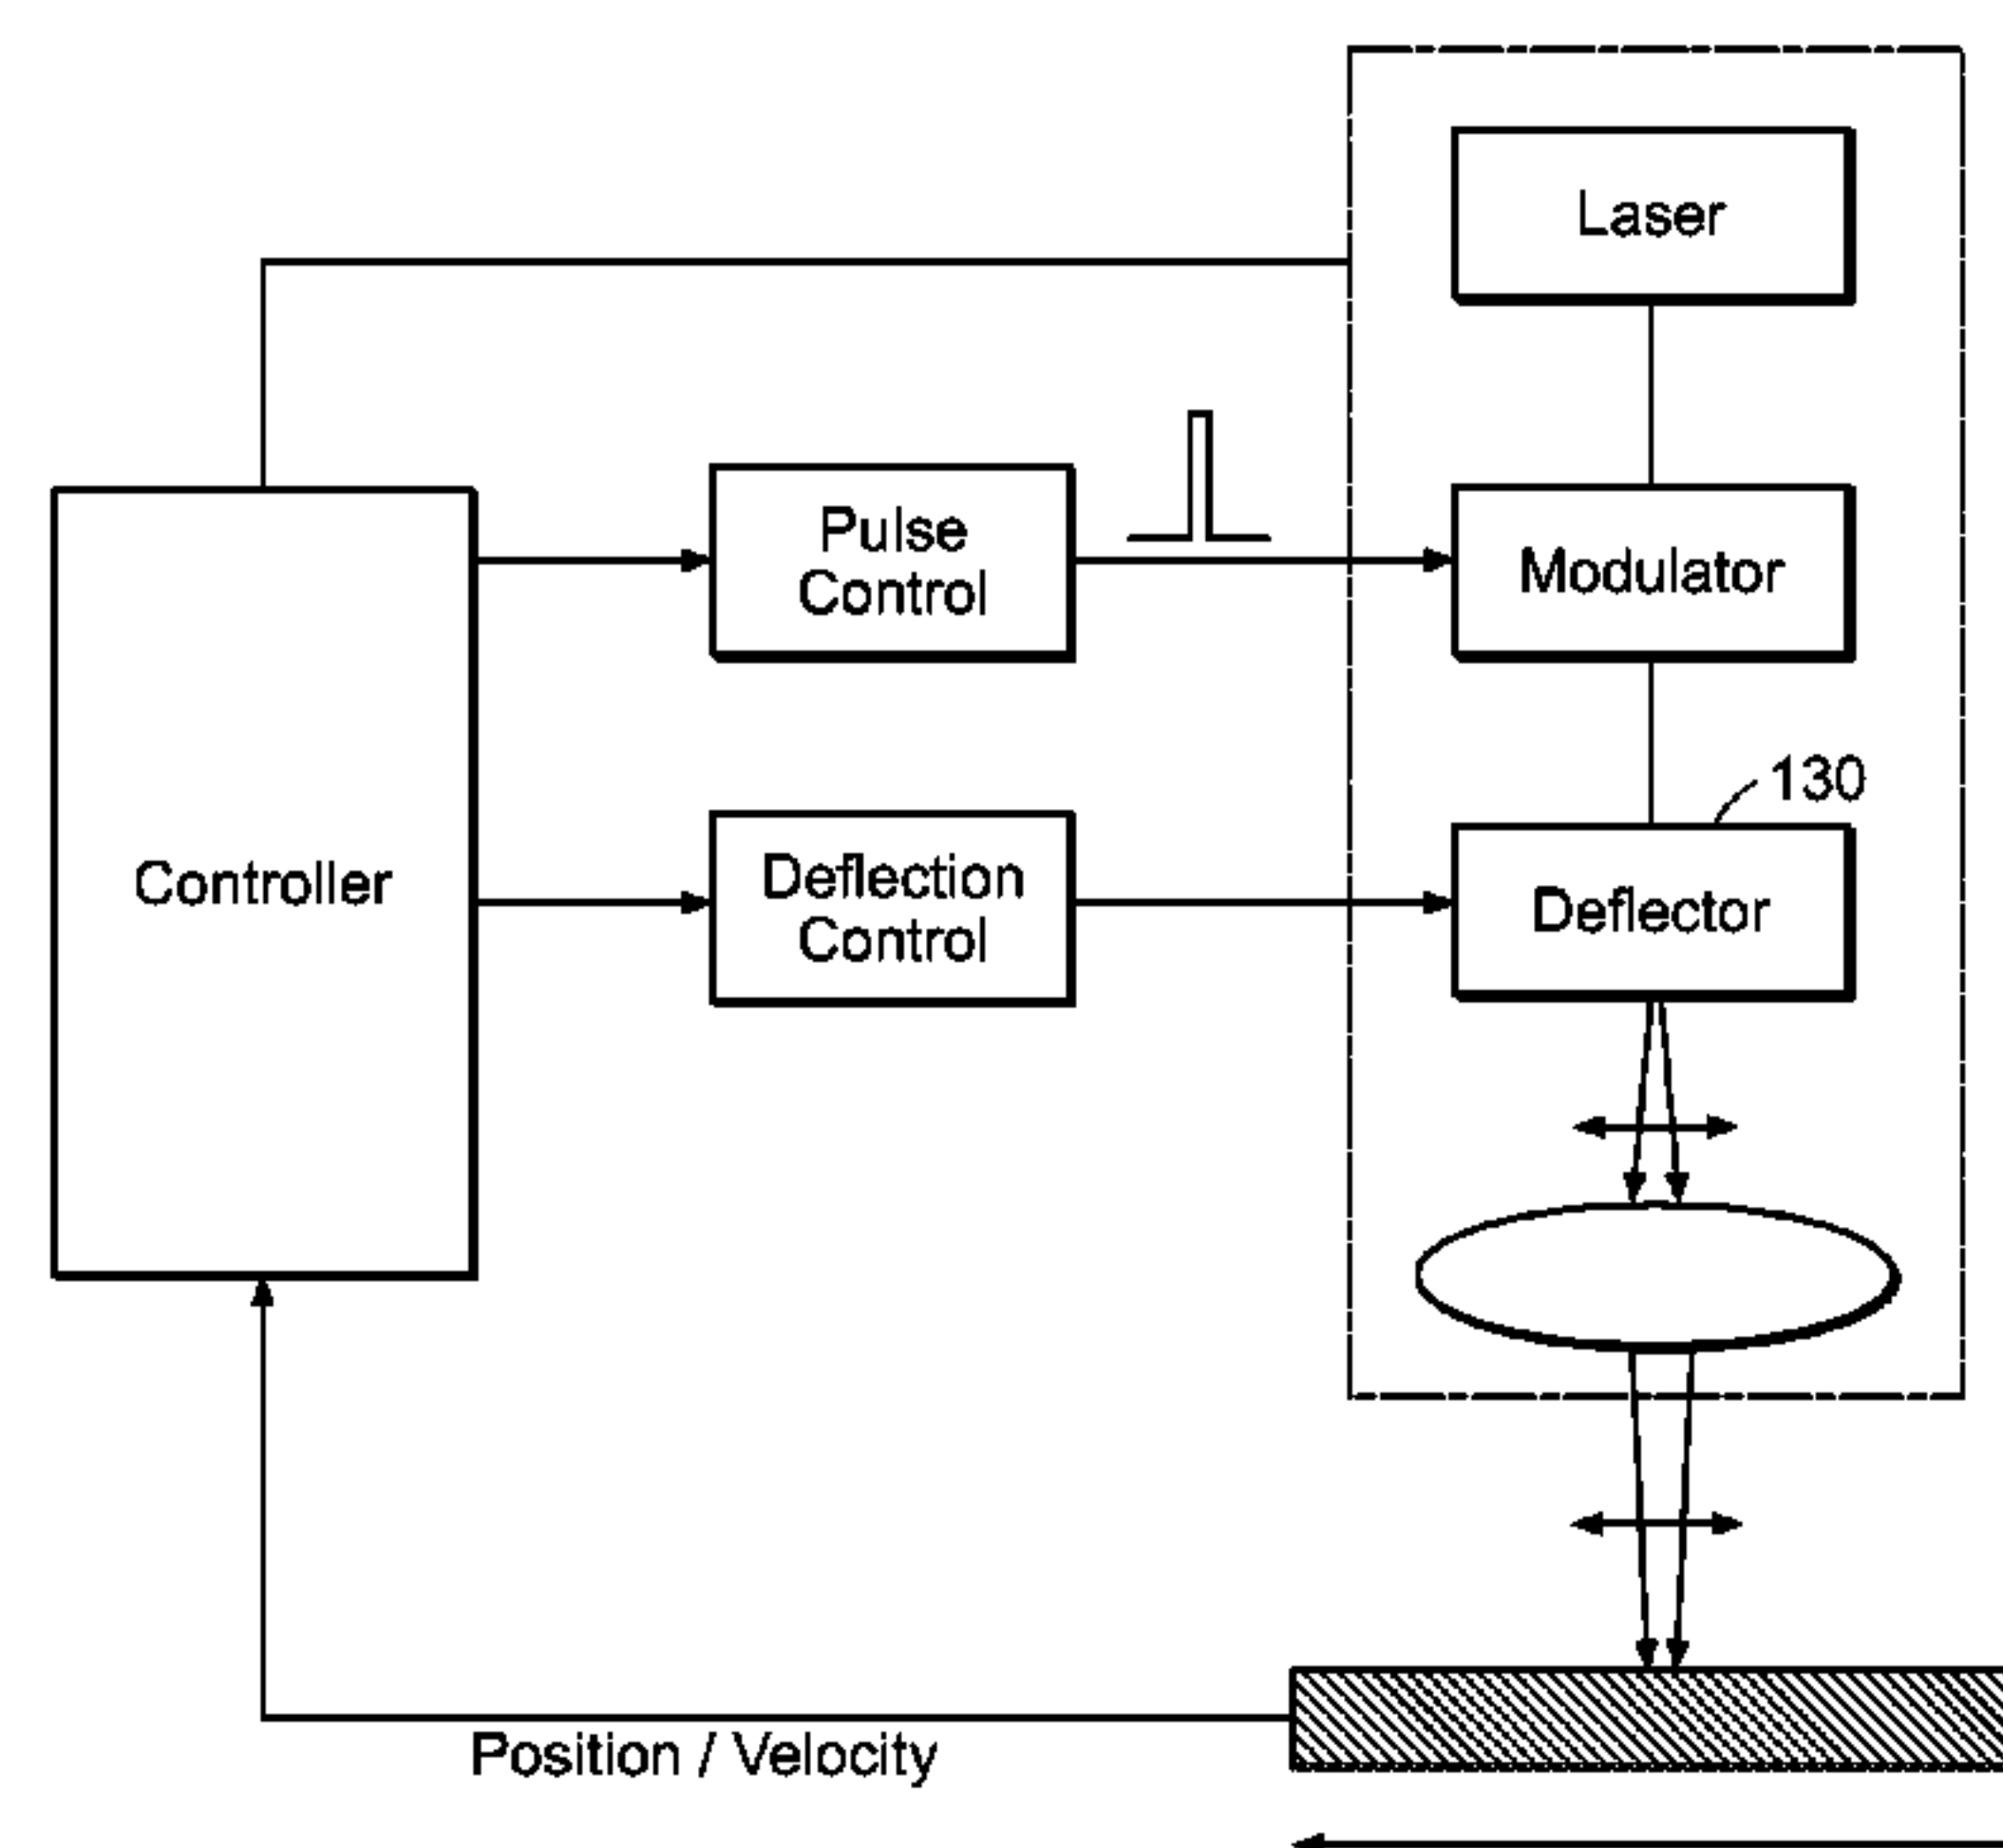 Laser
Pulse
Control
Modulator
130
Controller
Deflection
Control
Deflector
Position / Velocity